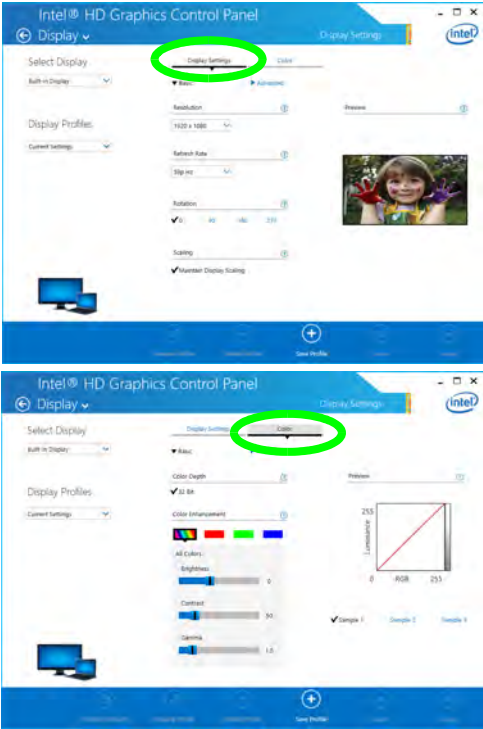 Intel® HD Graphics Control Panel
Display
Display Settings
intel
Select Display
Built-in Display
Display Profiles
Current Settings
Display Settings
Color
Basic
Advanced
Resolution
1920 x 1080
Refresh Rate
Rotation
0
90
180
270
Scaling
Maintain Display Scaling
Preview
Save Profile
Intel® HD Graphics Control Panel
Display
Display Settings
intel
Select Display
Built-in Display
Display Profiles
Current Settings
Display Settings
Color
Basic
Color Depth
32 Bit
Color Enhancement
All Colors
Brightness
0
Contrast
50
Gamma
1.0
Preview
255
Luminance
0
RGB
255
Sample 1
Sample 2
Sample 3
Save Profile